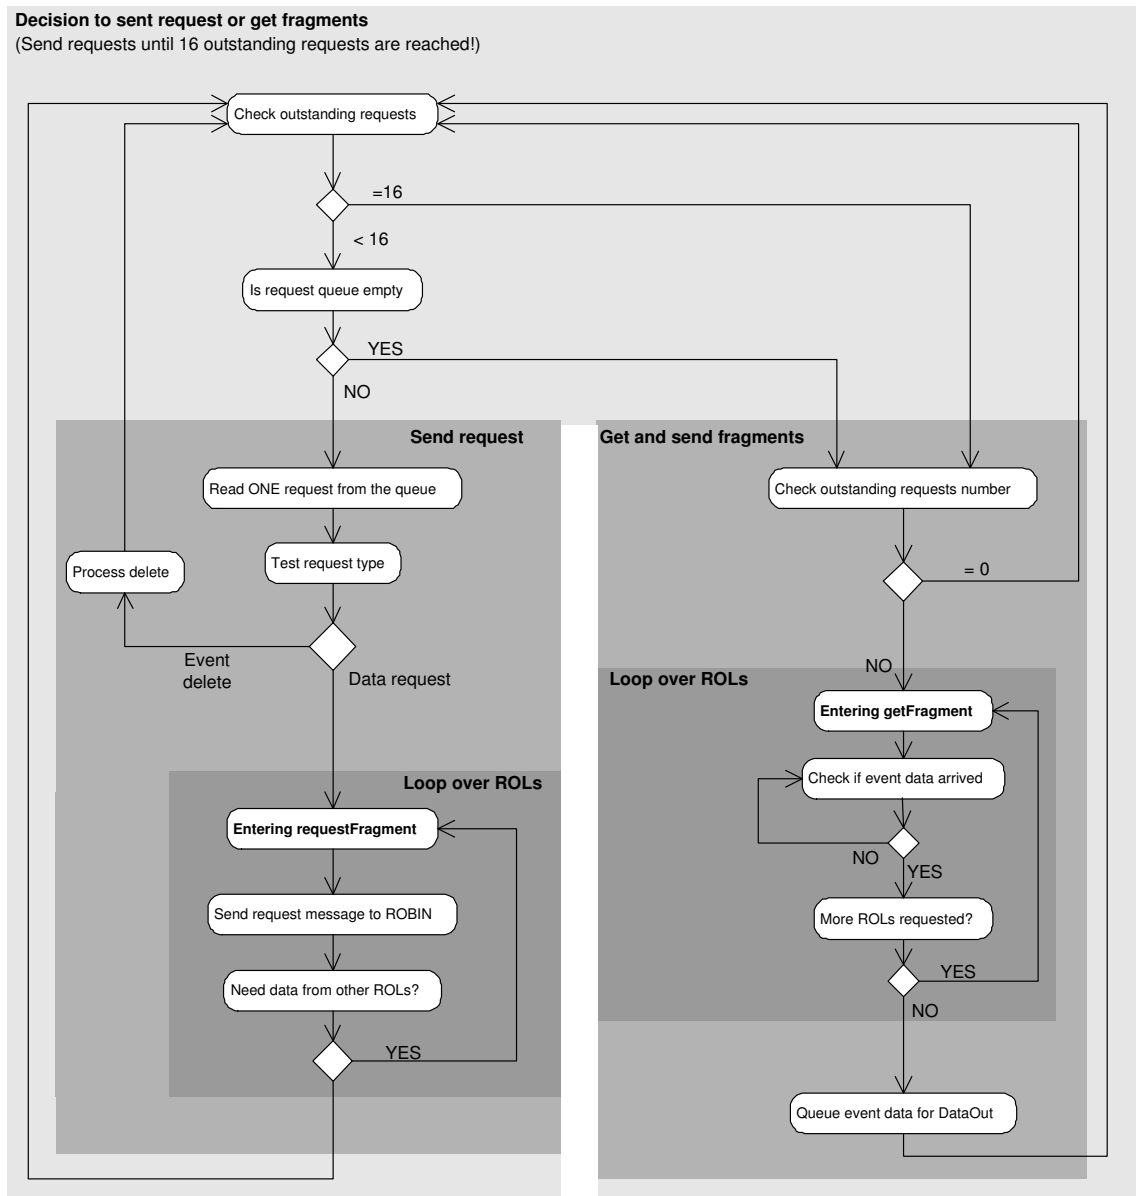 Decision to sent request or get fragments
(Send requests until 16 outstanding requests are reached!)
Check outstanding requests
=16
< 16
Is request queue empty
YES
NO
Send request
Read ONE request from the queue
Test request type
Process delete
Event
delete
Data request
Loop over ROLs
Entering requestFragment
Send request message to ROBIN
Need data from other ROLs?
YES
Get and send fragments
Check outstanding requests number
= 0
NO
Loop over ROLs
Entering getFragment
Check if event data arrived
NO
YES
More ROLs requested?
YES
NO
Queue event data for DataOut